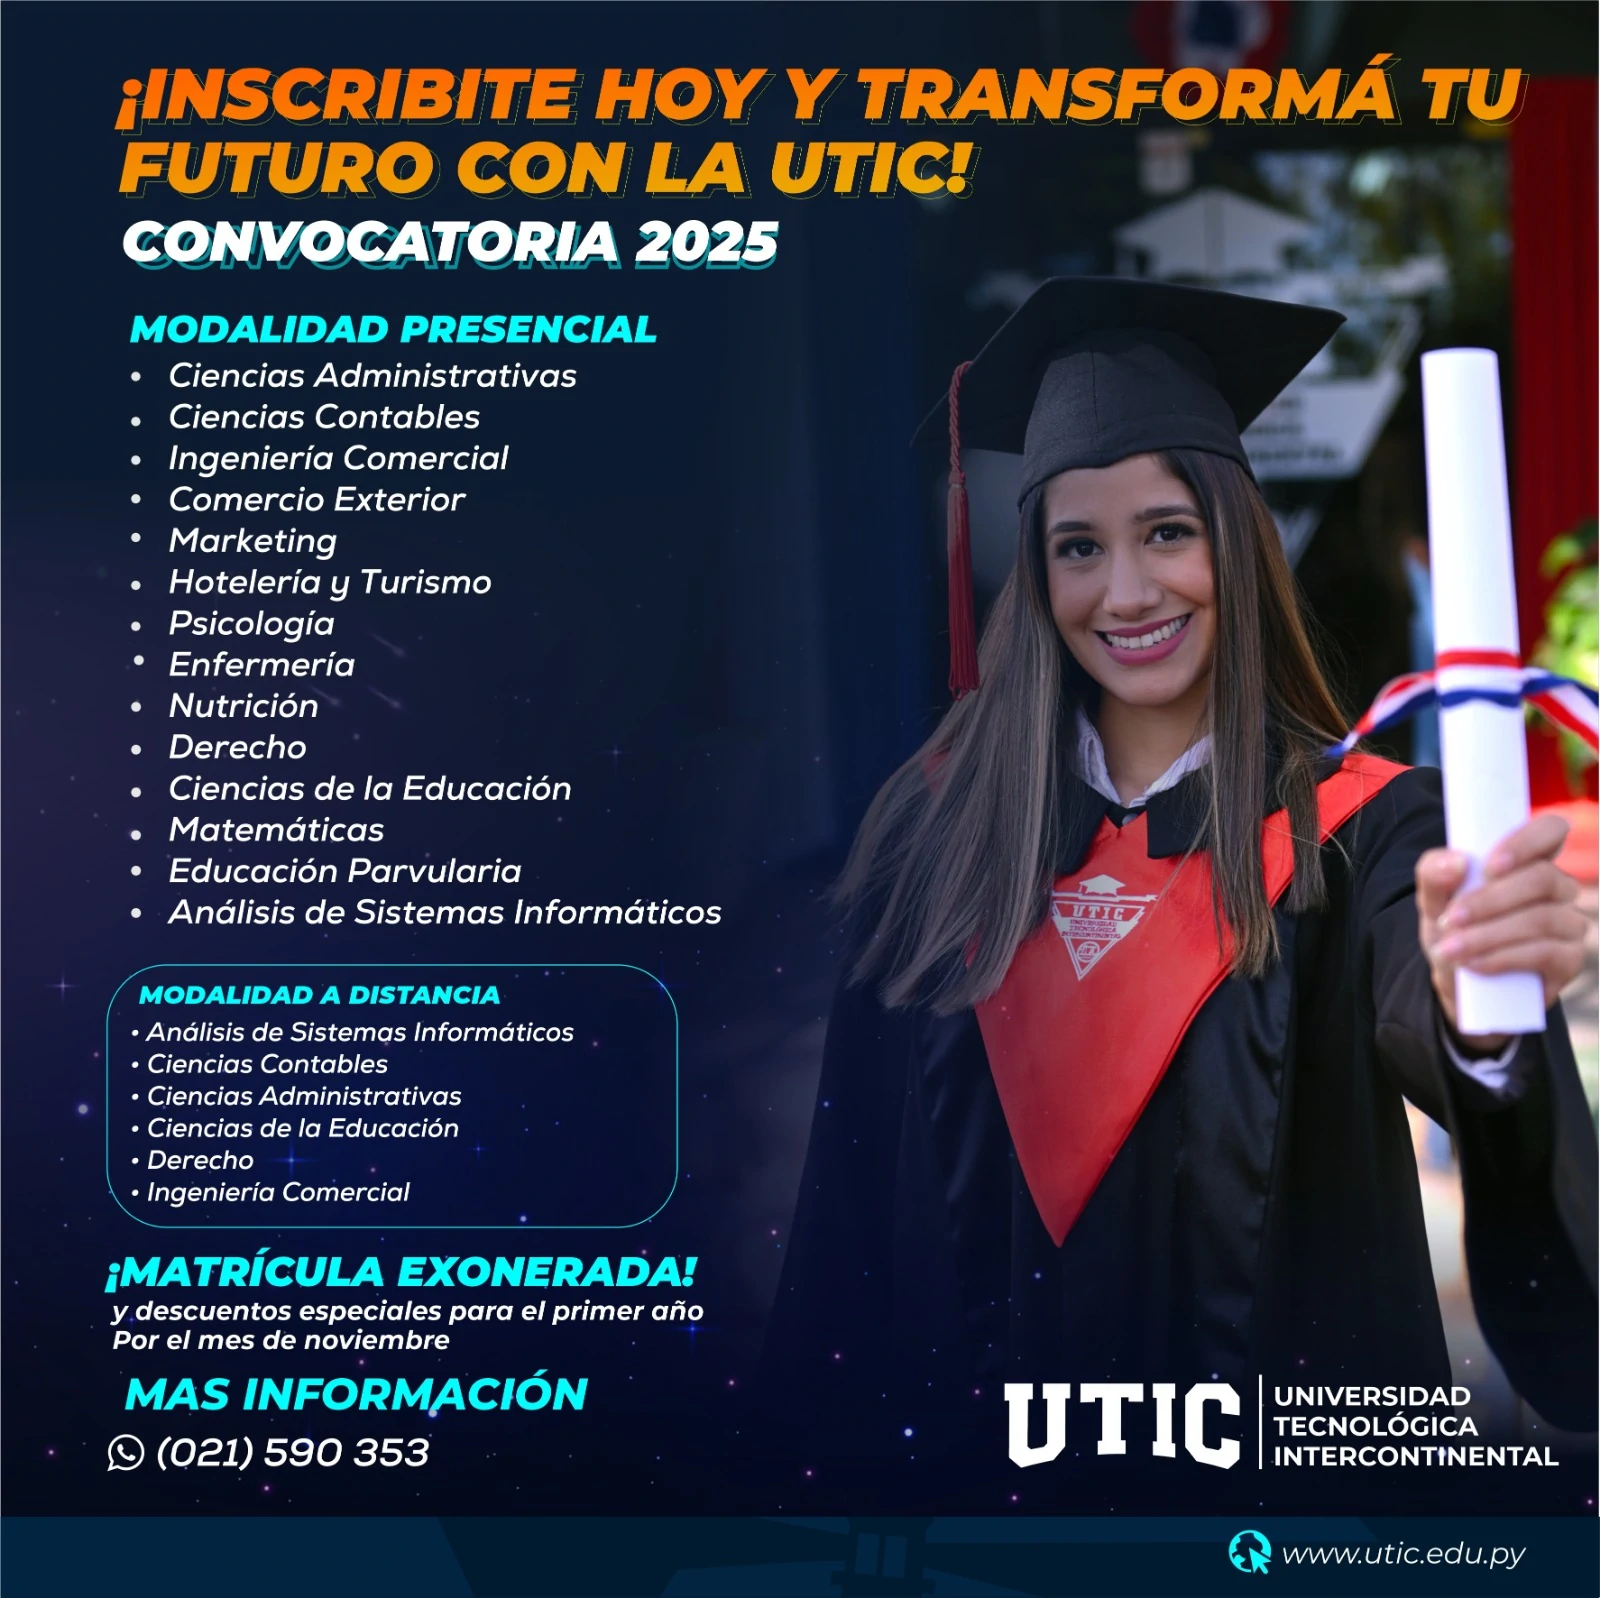 ¡INSCRIBITE HOY Y TRANSFORMÁ TU
FUTURO CON LA UTIC!
CONVOCATORIA 2025
MODALIDAD PRESENCIAL
• Ciencias Administrativas
• Ciencias Contables
• Ingeniería Comercial
• Comercio Exterior
• Marketing
• Hotelería y Turismo
• Psicología
• Enfermería
• Nutrición
• Derecho
• Ciencias de la Educación
• Matemáticas
• Educación Parvularia
• Análisis de Sistemas Informáticos
MODALIDAD A DISTANCIA
• Análisis de Sistemas Informáticos
• Ciencias Contables
• Ciencias Administrativas
• Ciencias de la Educación
• Derecho
• Ingeniería Comercial
¡MATRÍCULA EXONERADA!
y descuentos especiales para el primer año
Por el mes de noviembre
MAS INFORMACIÓN
(021) 590 353
UTIC
UNIVERSIDAD
TECNOLÓGICA
INTERCONTINENTAL
UTIC
UNIVERSIDAD
TECNOLÓGICA
INTERCONTINENTAL
www.utic.edu.py